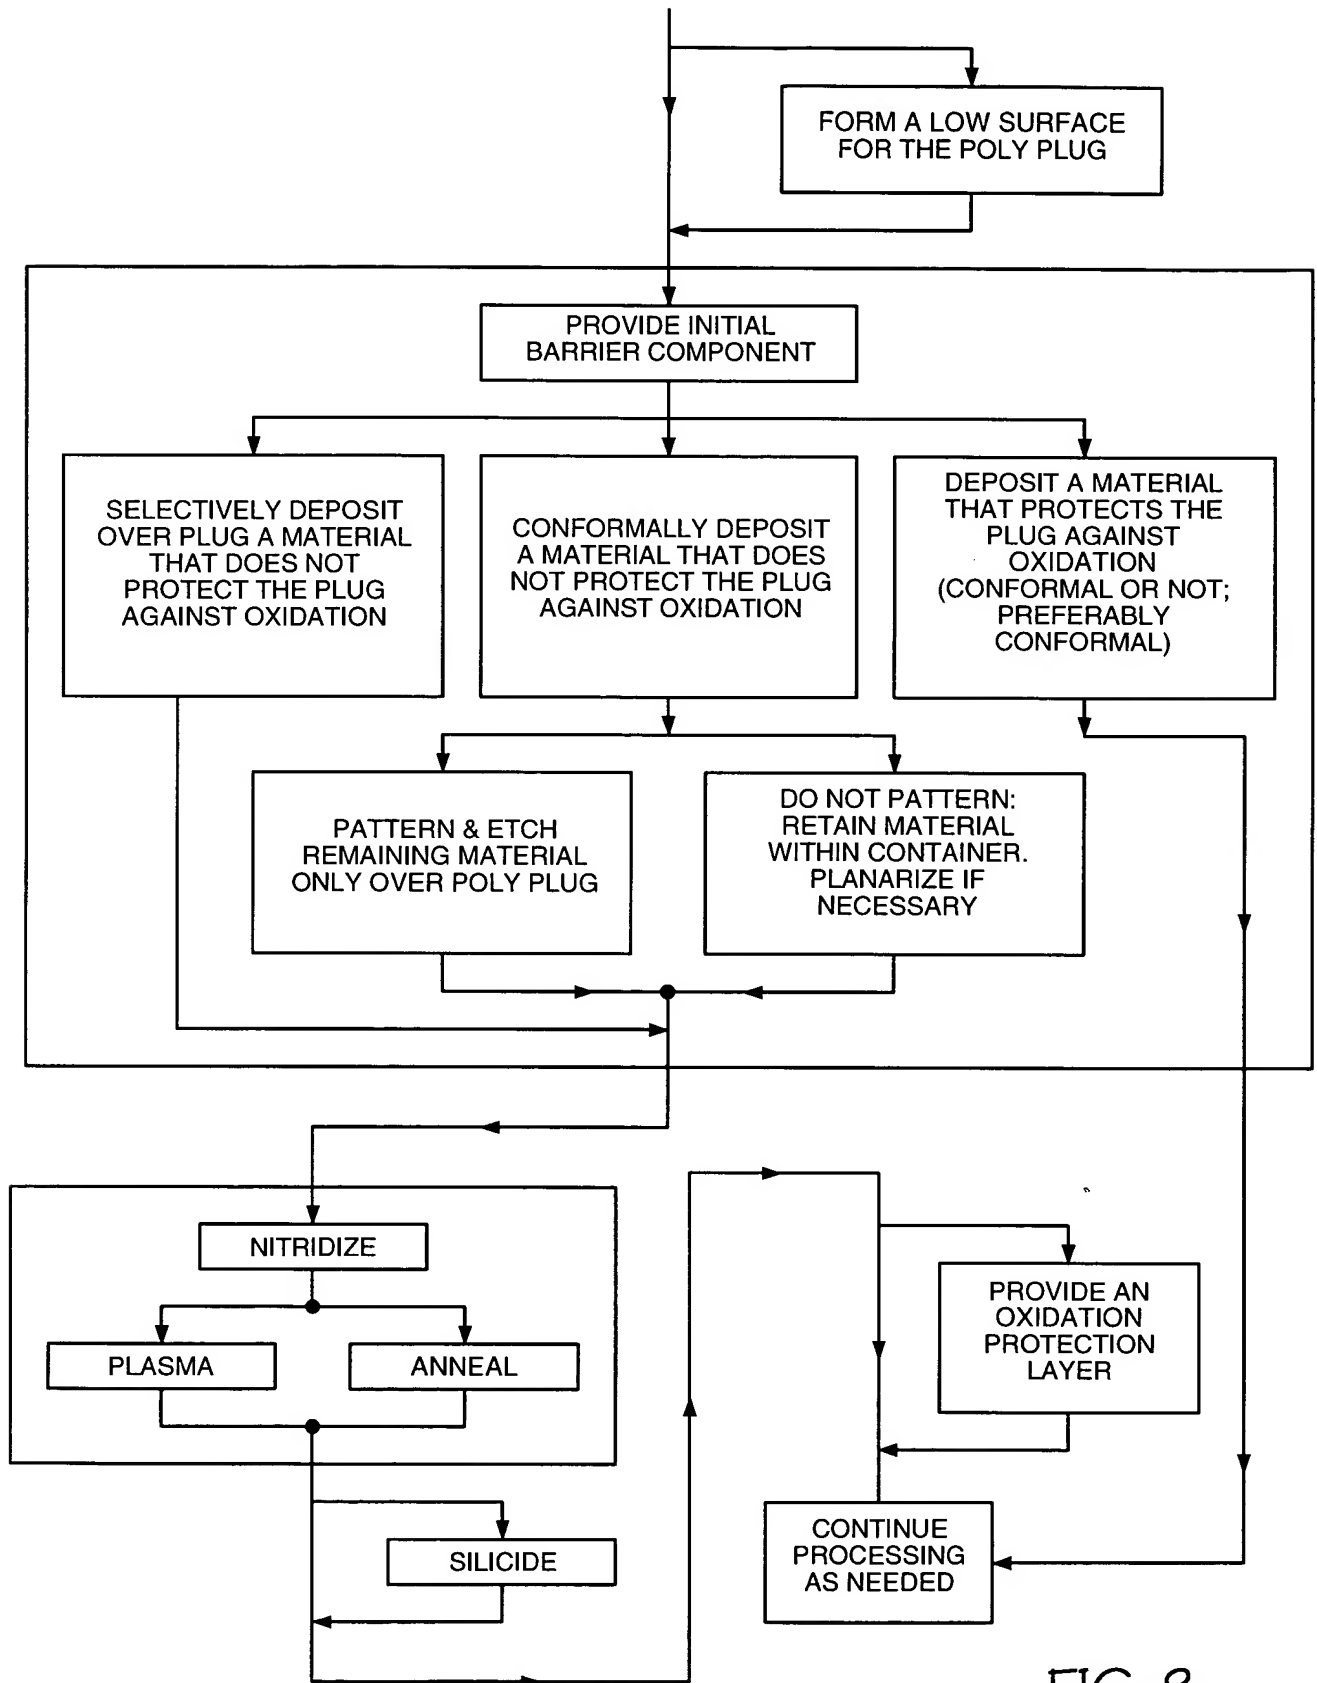 FORM A LOW SURFACE
FOR THE POLY PLUG
PROVIDE INITIAL
BARRIER COMPONENT
SELECTIVELY DEPOSIT
OVER PLUG A MATERIAL
THAT DOES NOT
PROTECT THE PLUG
AGAINST OXIDATION
CONFORMALLY DEPOSIT
A MATERIAL THAT DOES
NOT PROTECT THE PLUG
AGAINST OXIDATION
DEPOSIT A MATERIAL
THAT PROTECTS THE
PLUG AGAINST
OXIDATION
(CONFORMAL OR NOT;
PREFERABLY
CONFORMAL)
PATTERN & ETCH
REMAINING MATERIAL
ONLY OVER POLY PLUG
DO NOT PATTERN:
RETAIN MATERIAL
WITHIN CONTAINER.
PLANARIZE IF
NECESSARY
NITRIDIZE
PLASMA
ANNEAL
SILICIDE
PROVIDE AN
OXIDATION
PROTECTION
LAYER
CONTINUE
PROCESSING
AS NEEDED